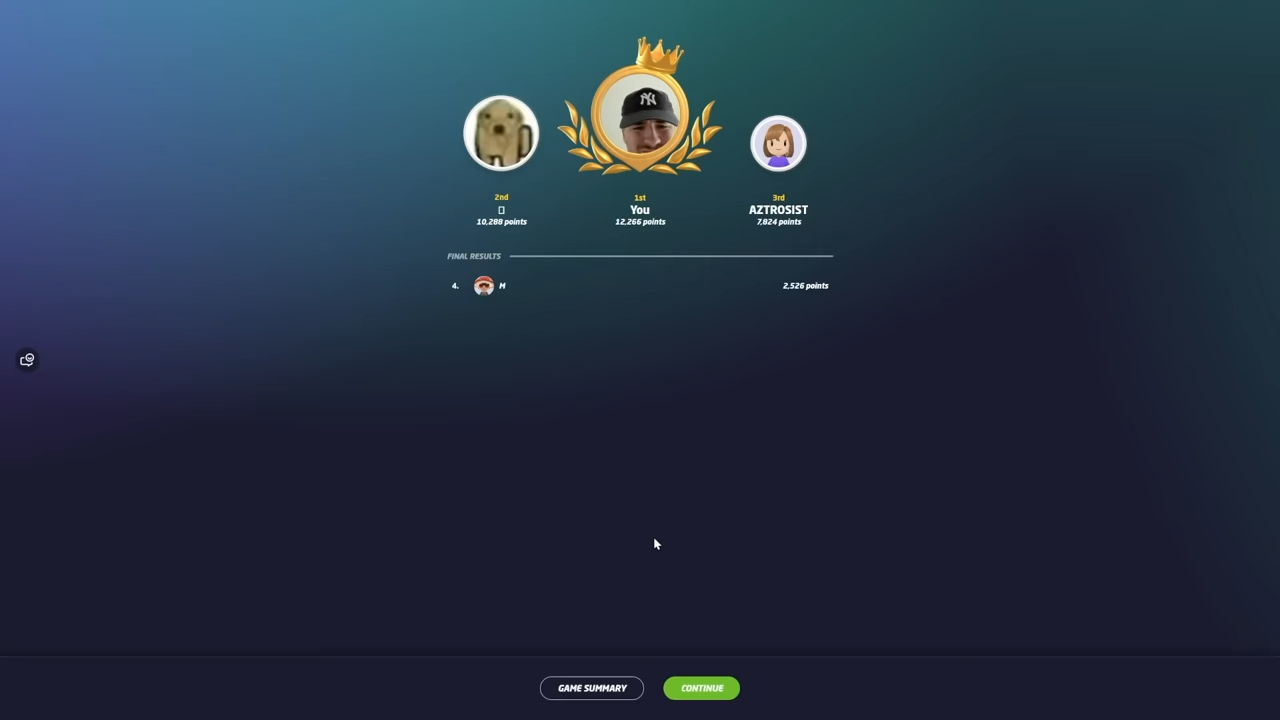 NY
2nd
1st
3rd
You
AZTROSIST
10,288 points
12,266 points
7,824 points
FINAL RESULTS
4. M 2,526 points
GAME SUMMARY
CONTINUE